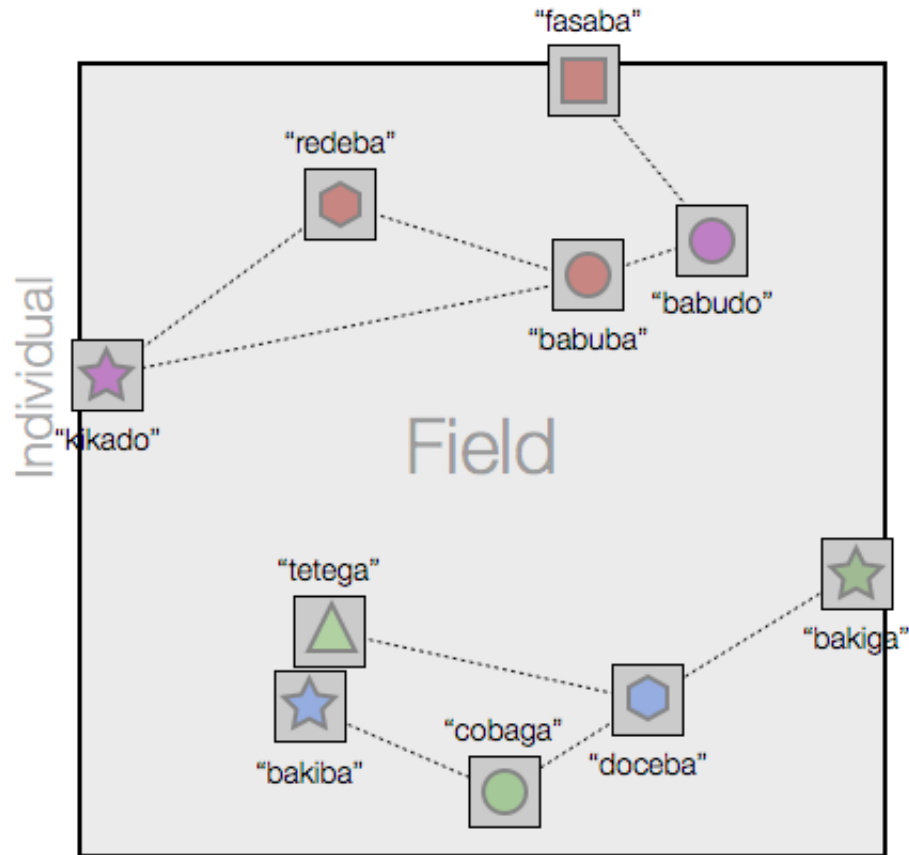 “fasaba”
“redeba”
“babudo”
“babuba”
Individual
“kikado”
Field
“tetega”
“bakiga”
“cobaga”
“doceba”
“bakiba”